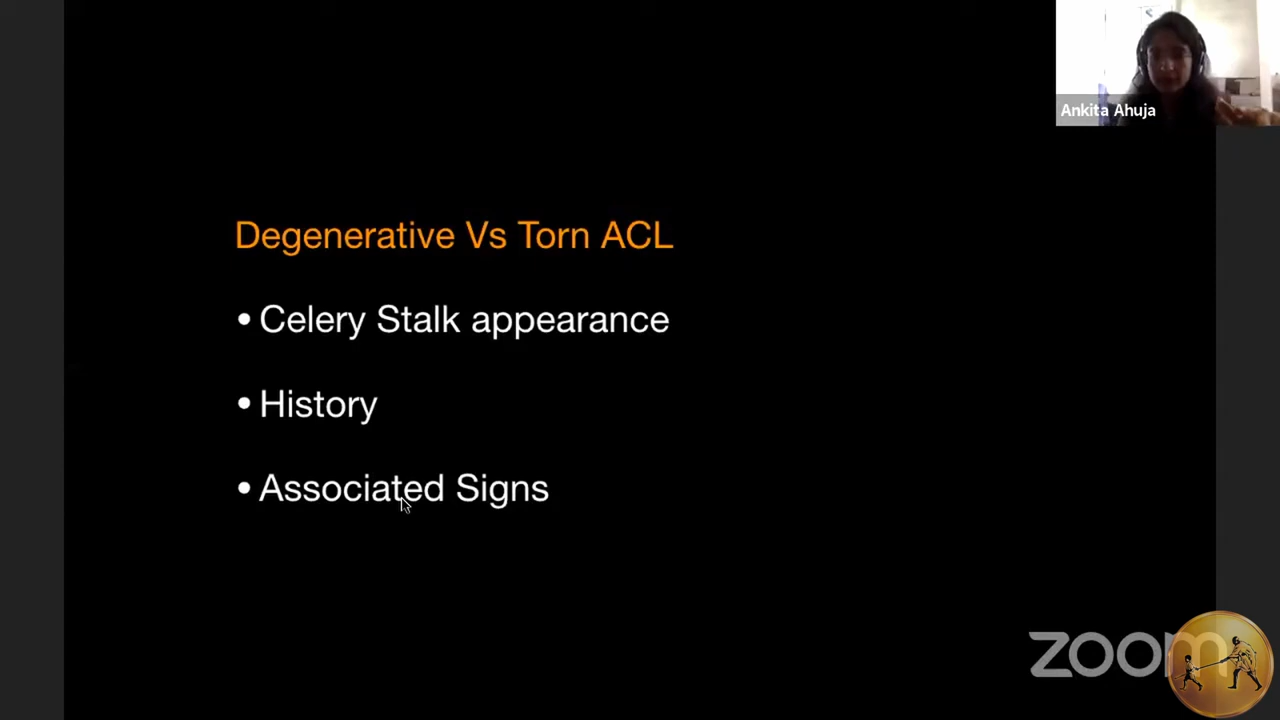 Ankita Ahuja
Degenerative Vs Torn ACL
• Celery Stalk appearance
• History
• Associated Signs
zoom